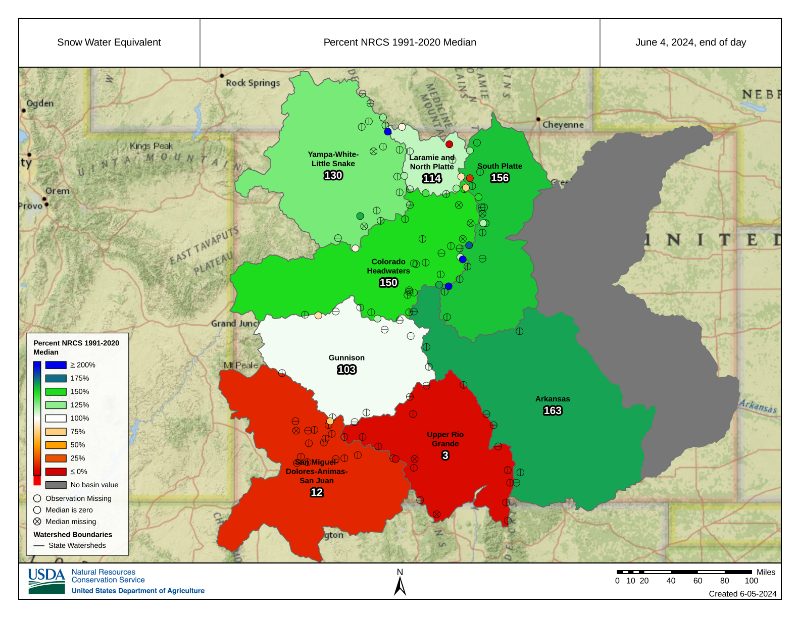 Snow Water Equivalent
Percent NRCS 1991-2020 Median
June 4, 2024, end of day
Rock Springs
Ogden
NEB
Cheyenne
Kings Peak
UINTA MOUNTAIN
Yampa-White-
Little Snake
130
Laramie and
North Platte
114
South Platte
156
Orem
Provo
EAST TAVAPUTS
PLATEAU
UNITED
Colorado
Headwaters
150
Grand Junc
Percent NRCS 1991-2020
Median
≥ 200%
175%
150%
125%
100%
75%
50%
25%
≤ 0%
No basin value
Observation Missing
Median is zero
Median missing
Watershed Boundaries
State Watersheds
Mt Peale
Gunnison
103
Arkansas
163
Arkansas
Upper Rio
Grande
3
San Miguel-
Dolores-Animas-
San Juan
12
gton
USDA
Natural Resources
Conservation Service
United States Department of Agriculture
N
Miles
0 10 20 40 60 80 100
Created 6-05-2024